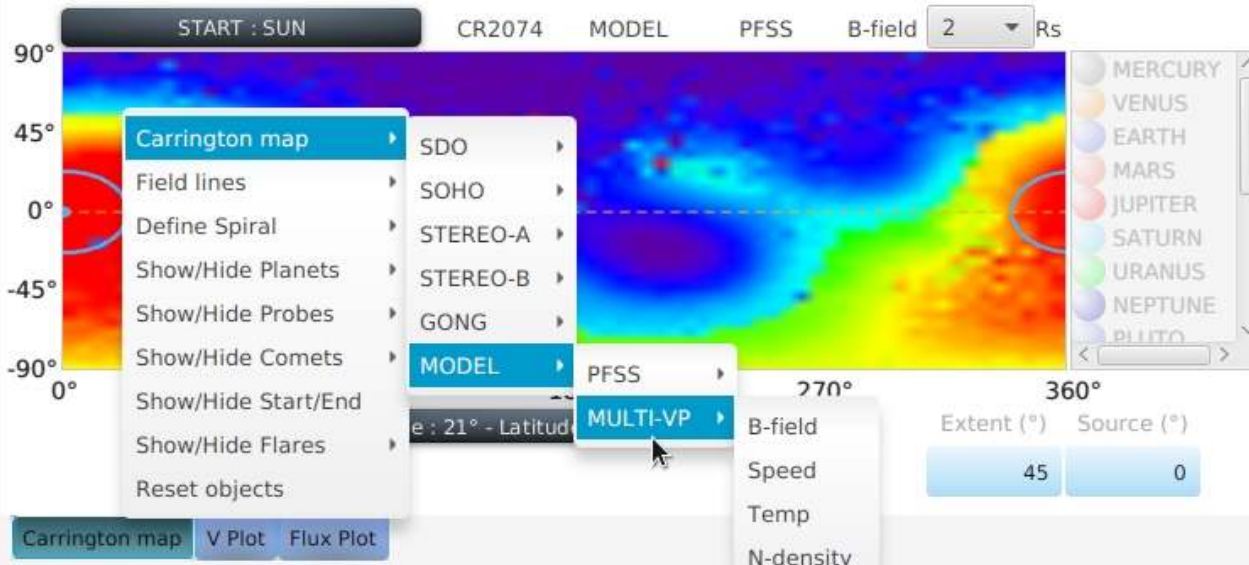 START : SUN CR2074 MODEL PFSS B-field 2 Rs
90°
45°
0°
-45°
-90°
0° 270° 360°
Carrington map
Field lines
Define Spiral
Show/Hide Planets
Show/Hide Probes
Show/Hide Comets
Show/Hide Start/End
Show/Hide Flares
Reset objects
SDO
SOHO
STEREO-A
STEREO-B
GONG
MODEL
PFSS
MULTI-VP
B-field
Speed
Temp
N-density
MERCURY
VENUS
EARTH
MARS
JUPITER
SATURN
URANUS
NEPTUNE
PLUTO
e : 21° - Latitude
Extent (°) Source (°)
45 0
Carrington map V Plot Flux Plot